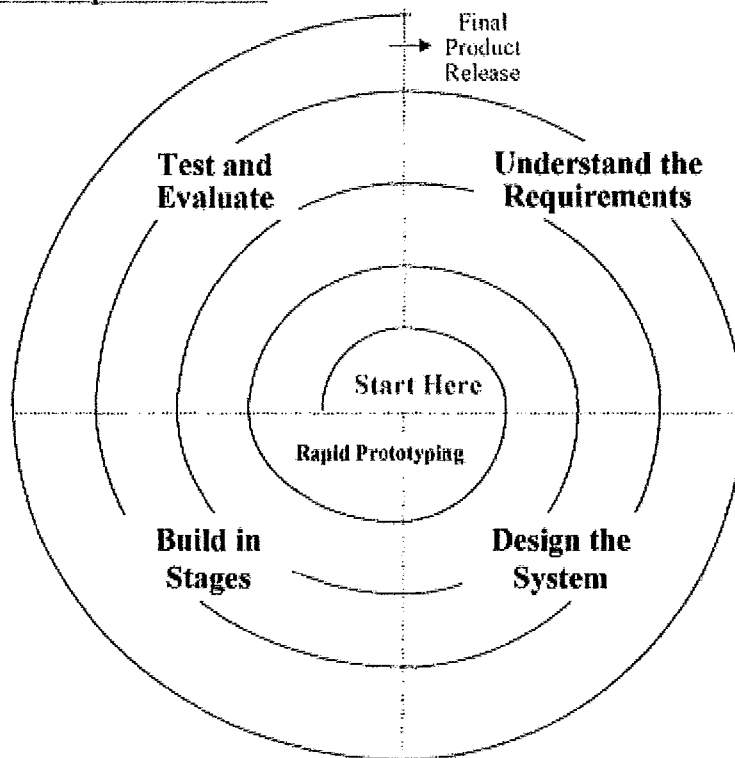 Final
Product
Release
Test and
Evaluate
Understand the
Requirements
Start Here
Rapid Prototyping
Build in
Stages
Design the
System